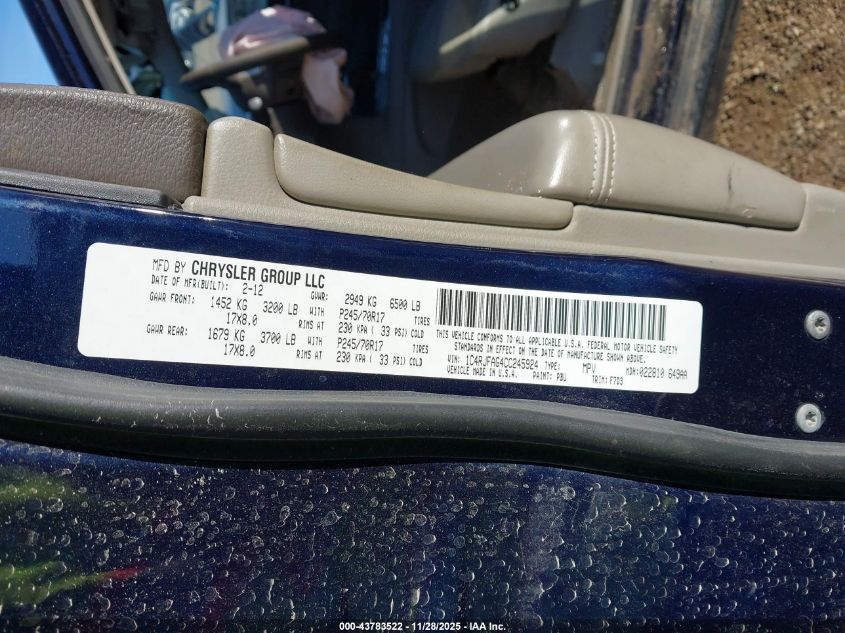 MFD BY CHRYSLER GROUP LLC
DATE OF MFR(BUILT): 2-12 GVWR: 2949 KG 6500 LB
GAWR FRONT: 1452 KG 3200 LB WITH P245/70R17 TIRES
17X8.0 RIMS AT 230 KPA ( 33 PSI) COLD
GAWR REAR: 1679 KG 3700 LB WITH P245/70R17 TIRES
17X8.0 RIMS AT 230 KPA ( 33 PSI) COLD
THIS VEHICLE CONFORMS TO ALL APPLICABLE U.S.A. FEDERAL MOTOR VEHICLE SAFETY
STANDARDS IN EFFECT ON THE DATE OF MANUFACTURE SHOWN ABOVE.
VIN: 1C4RJFAG4CC245924 TYPE: MPV MDH:022810 649AA
VEHICLE MADE IN U.S.A. PAINT: PBU TRIM:F7D3
000-43783522 - 11/28/2025 - IAA Inc.